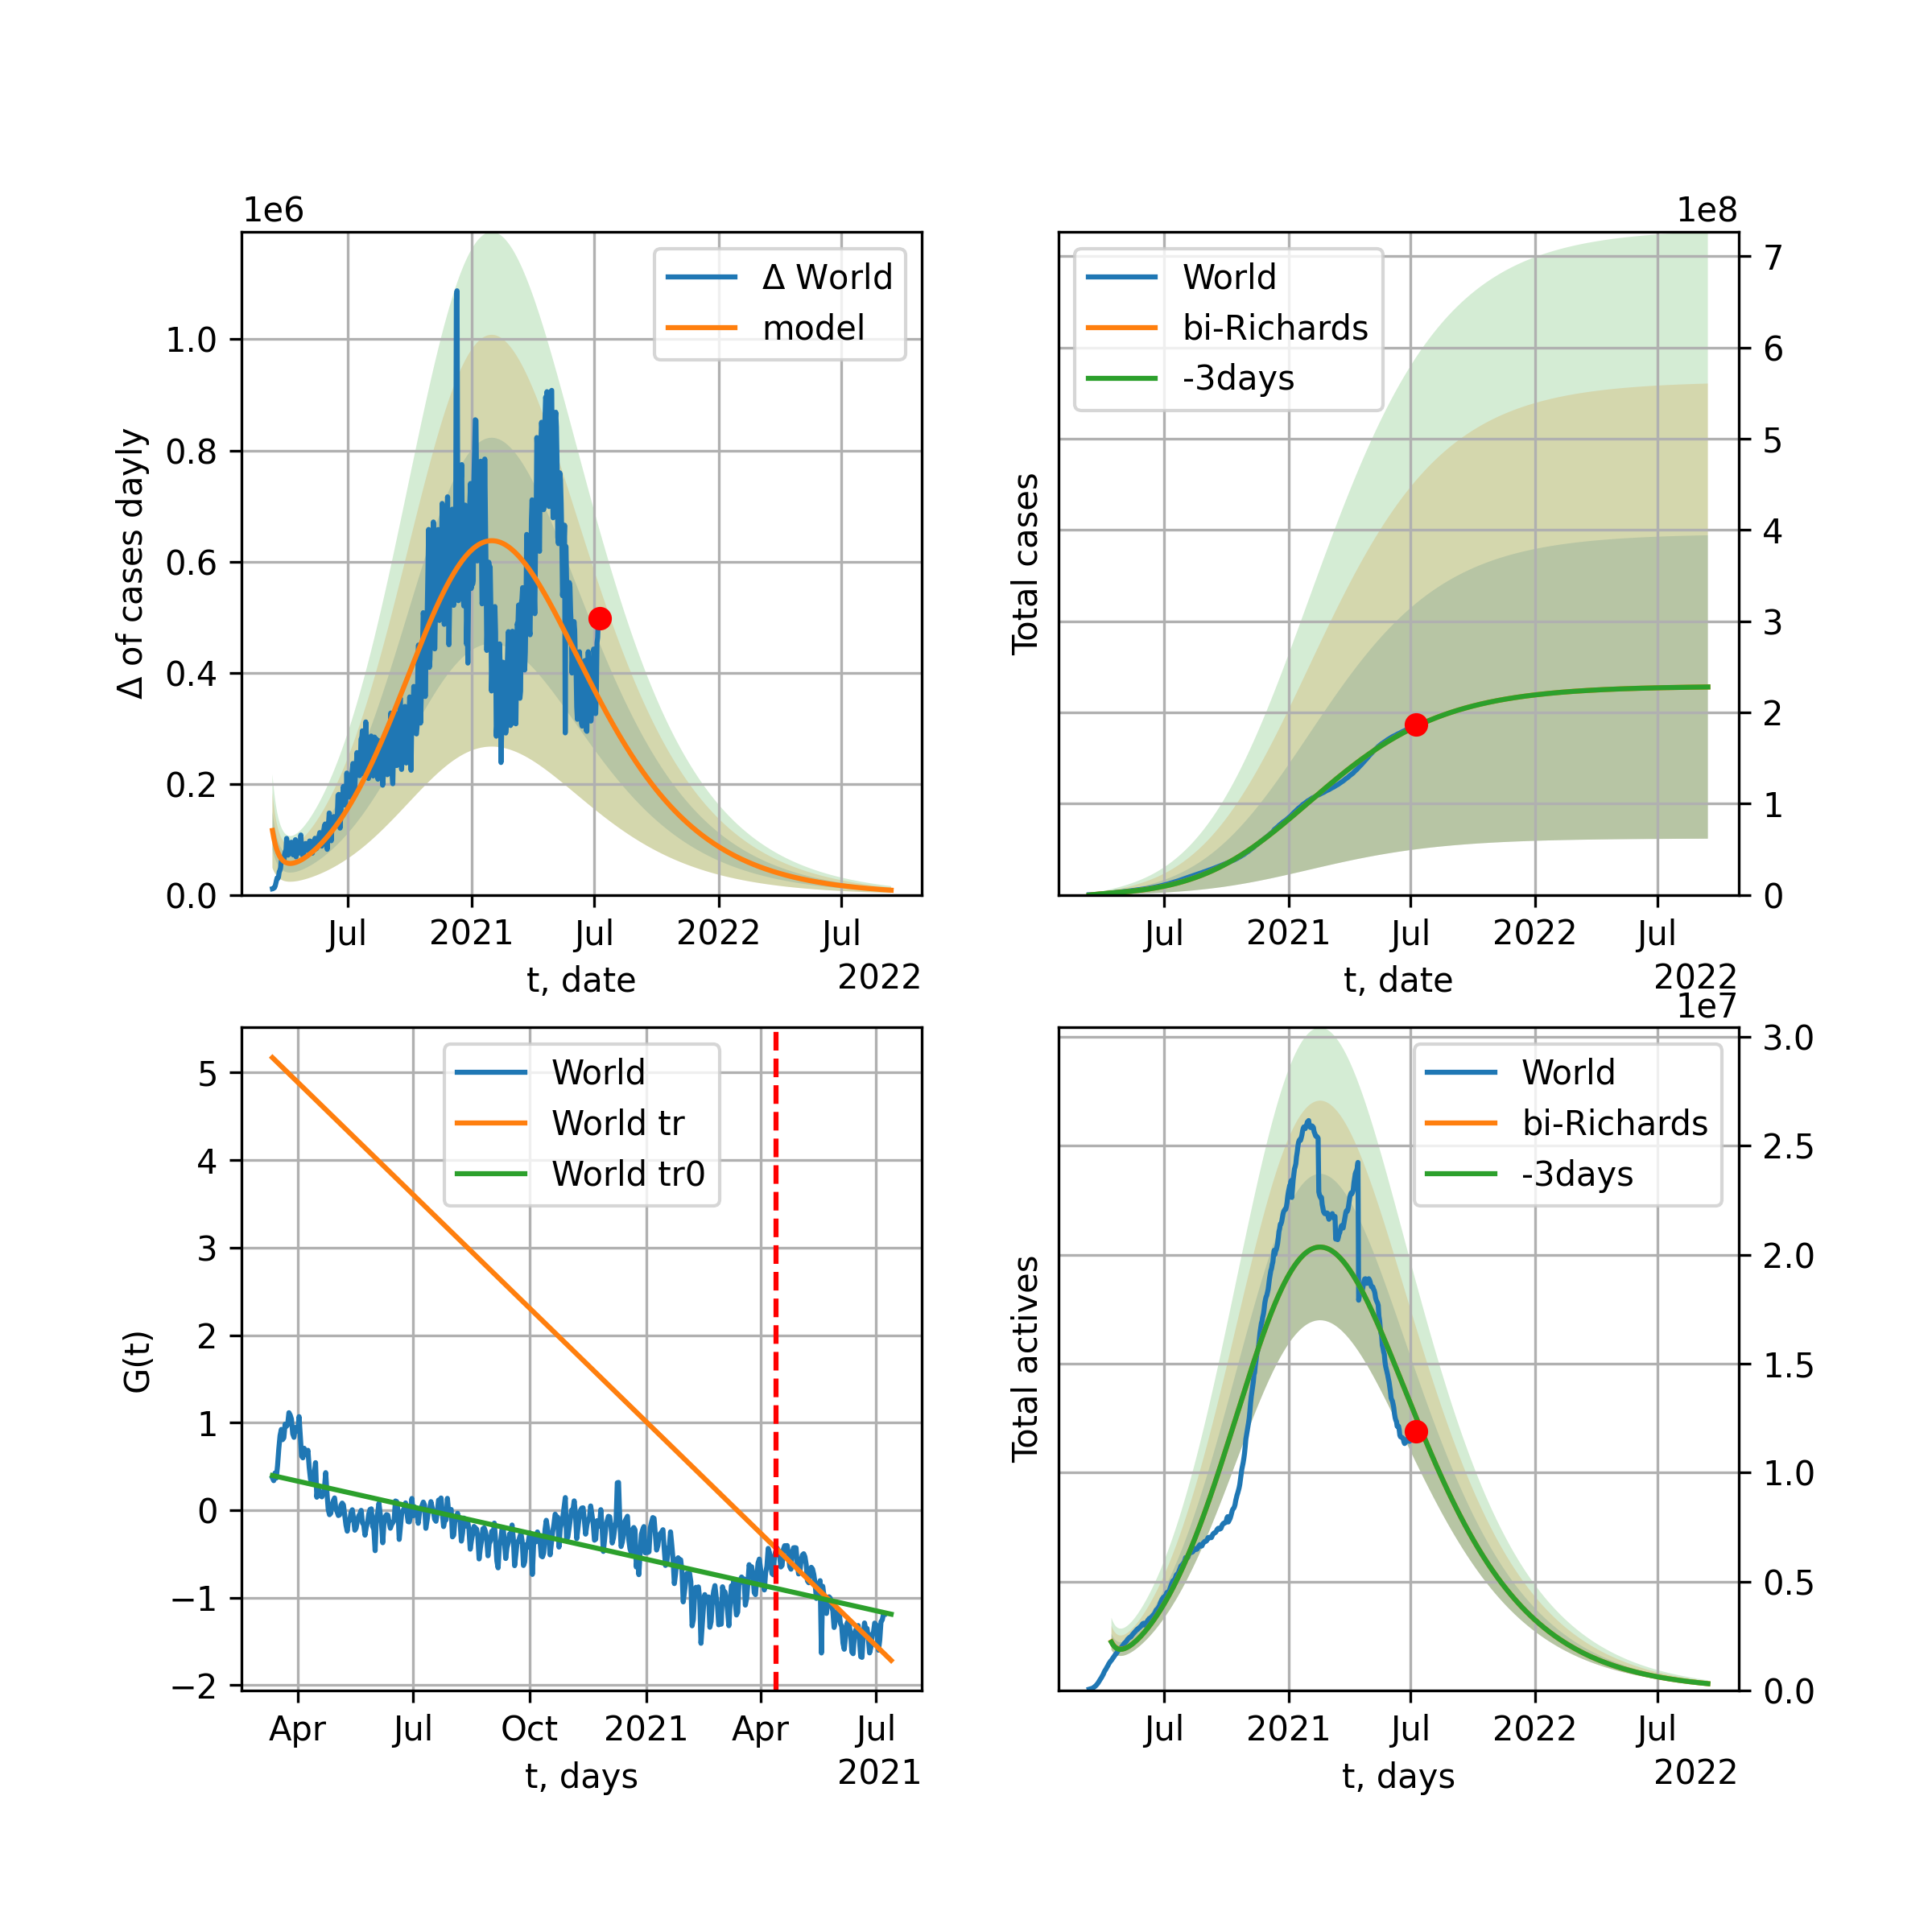 1e6
Δ of cases dayly
1.0
0.8
0.6
0.4
0.2
0.0
Δ World
model
Jul
2021
Jul
2022
Jul
t, date
2022
1e8
Total cases
World
bi-Richards
-3days
7
6
5
4
3
2
1
0
Jul
2021
Jul
2022
Jul
t, date
2022
G(t)
5
4
3
2
1
0
−1
−2
World
World tr
World tr0
Apr
Jul
Oct
2021
Apr
Jul
t, days
2021
1e7
Total actives
World
bi-Richards
-3days
3.0
2.5
2.0
1.5
1.0
0.5
0.0
Jul
2021
Jul
2022
Jul
t, days
2022